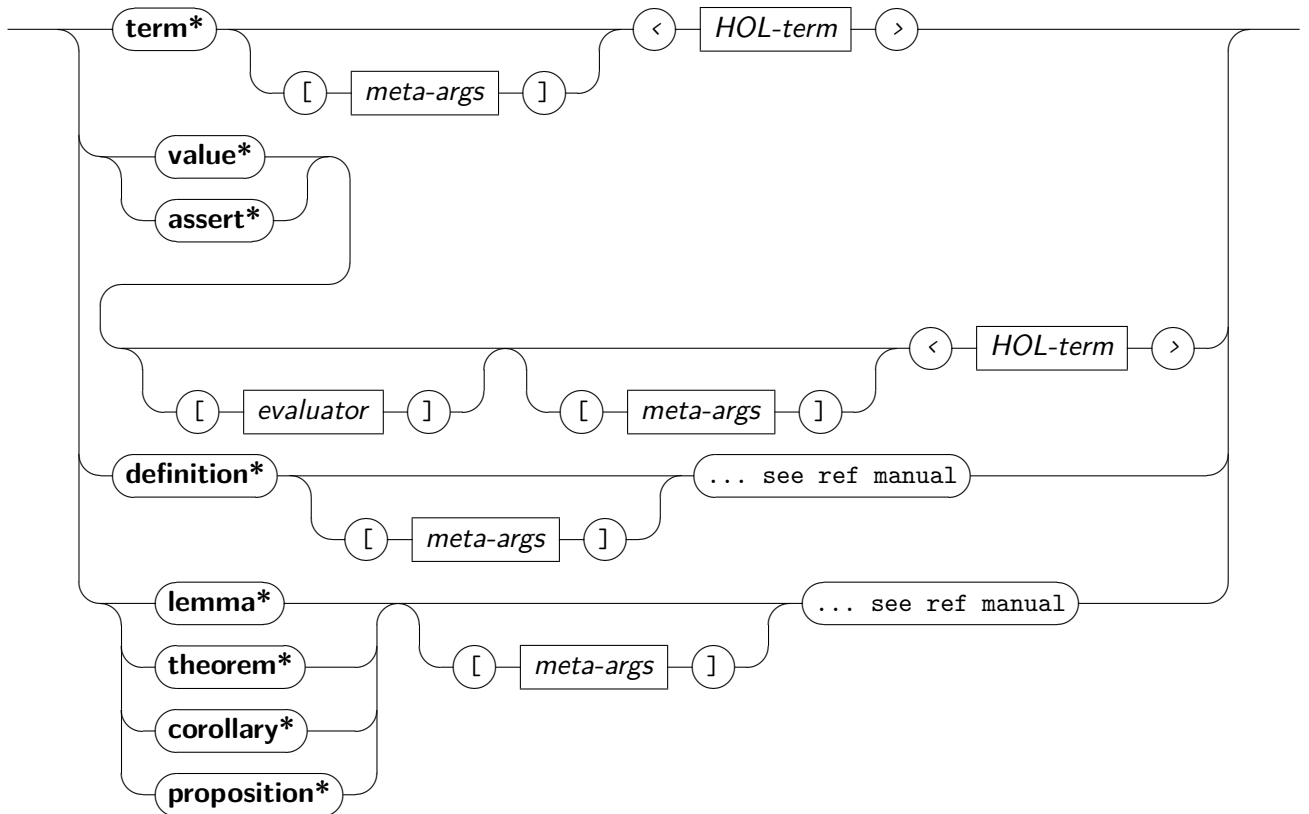 term* < HOL-term >
[ meta-args ]
value*
assert*
< HOL-term >
[ evaluator ] [ meta-args ]
definition* ... see ref manual
[ meta-args ]
lemma* ... see ref manual
theorem* [ meta-args ]
corollary*
proposition*